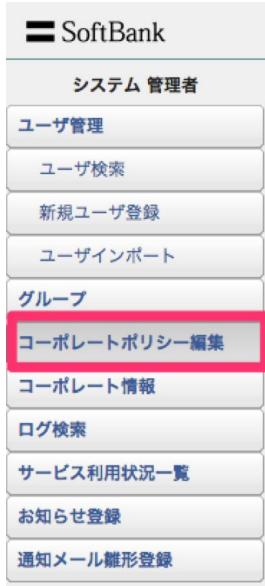 SoftBank
システム 管理者
ユーザ管理
ユーザ検索
新規ユーザ登録
ユーザインポート
グループ
コーポレートポリシー編集
コーポレート情報
ログ検索
サービス利用状況一覧
お知らせ登録
通知メール雛形登録